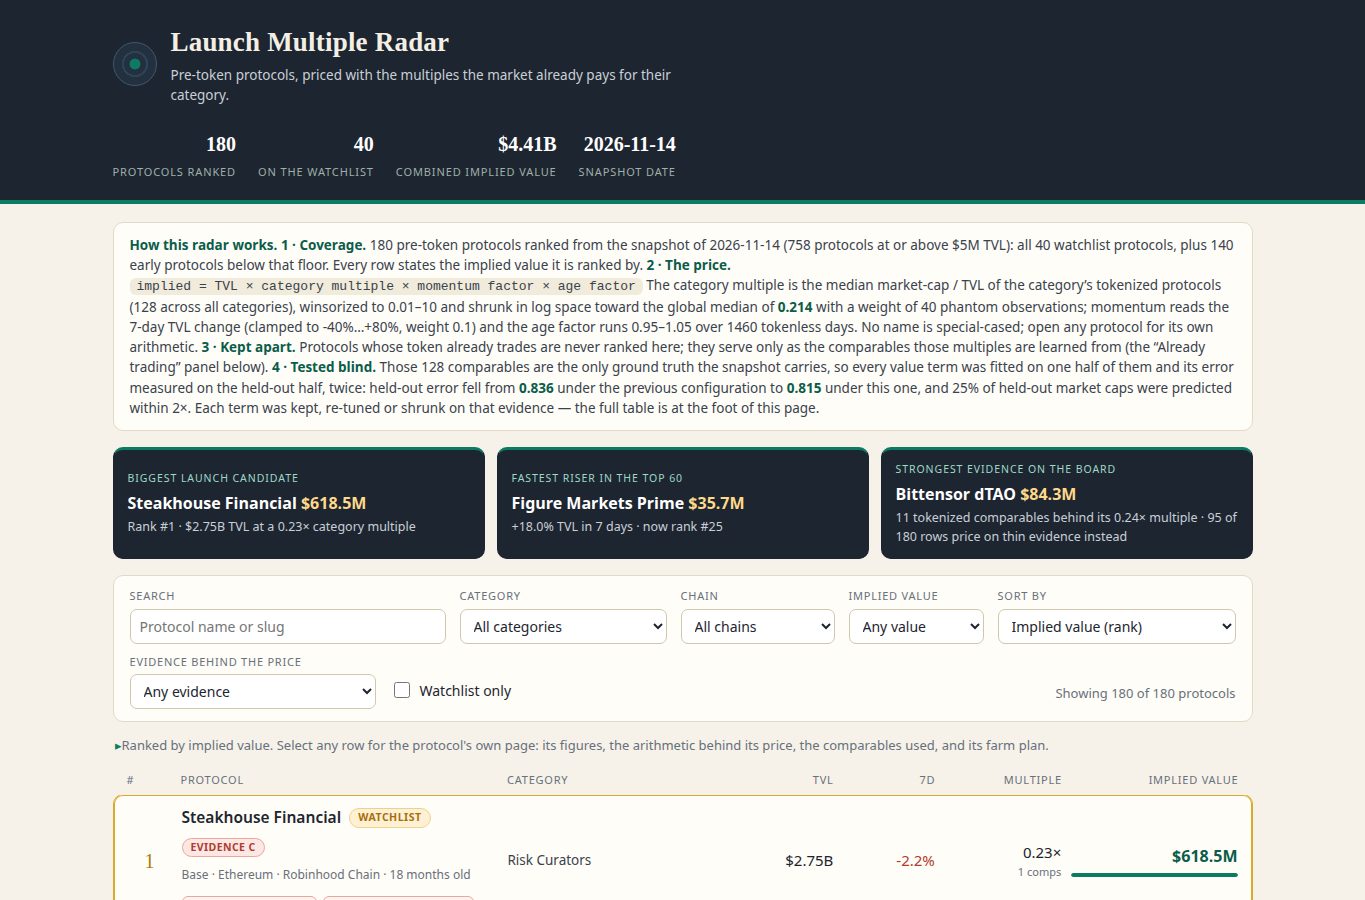 Launch Multiple Radar
Pre-token protocols, priced with the multiples the market already pays for their
category.
180 40 $4.41B 2026-11-14
PROTOCOLS RANKED ON THE WATCHLIST COMBINED IMPLIED VALUE SNAPSHOT DATE
How this radar works. 1 · Coverage. 180 pre-token protocols ranked from the snapshot of 2026-11-14 (758 protocols at or above $5M TVL): all 40 watchlist protocols, plus 140
early protocols below that floor. Every row states the implied value it is ranked by. 2 · The price.
implied = TVL × category multiple × momentum factor × age factor The category multiple is the median market-cap / TVL of the category’s tokenized protocols
(128 across all categories), winsorized to 0.01–10 and shrunk in log space toward the global median of 0.214 with a weight of 40 phantom observations; momentum reads the
7-day TVL change (clamped to -40%…+80%, weight 0.1) and the age factor runs 0.95–1.05 over 1460 tokenless days. No name is special-cased; open any protocol for its own
arithmetic. 3 · Kept apart. Protocols whose token already trades are never ranked here; they serve only as the comparables those multiples are learned from (the “Already
trading” panel below). 4 · Tested blind. Those 128 comparables are the only ground truth the snapshot carries, so every value term was fitted on one half of them and its error
measured on the held-out half, twice: held-out error fell from 0.836 under the previous configuration to 0.815 under this one, and 25% of held-out market caps were predicted
within 2×. Each term was kept, re-tuned or shrunk on that evidence — the full table is at the foot of this page.
BIGGEST LAUNCH CANDIDATE
Steakhouse Financial $618.5M
Rank #1 · $2.75B TVL at a 0.23× category multiple
FASTEST RISER IN THE TOP 60
Figure Markets Prime $35.7M
+18.0% TVL in 7 days · now rank #25
STRONGEST EVIDENCE ON THE BOARD
Bittensor dTAO $84.3M
11 tokenized comparables behind its 0.24× multiple · 95 of
180 rows price on thin evidence instead
SEARCH CATEGORY CHAIN IMPLIED VALUE SORT BY
Protocol name or slug All categories All chains Any value Implied value (rank)
EVIDENCE BEHIND THE PRICE
Any evidence Watchlist only Showing 180 of 180 protocols
▸Ranked by implied value. Select any row for the protocol's own page: its figures, the arithmetic behind its price, the comparables used, and its farm plan.
# PROTOCOL CATEGORY TVL 7D MULTIPLE IMPLIED VALUE
Steakhouse Financial WATCHLIST
EVIDENCE C
1 Risk Curators $2.75B -2.2% 0.23× $618.5M
1 comps
Base · Ethereum · Robinhood Chain · 18 months old